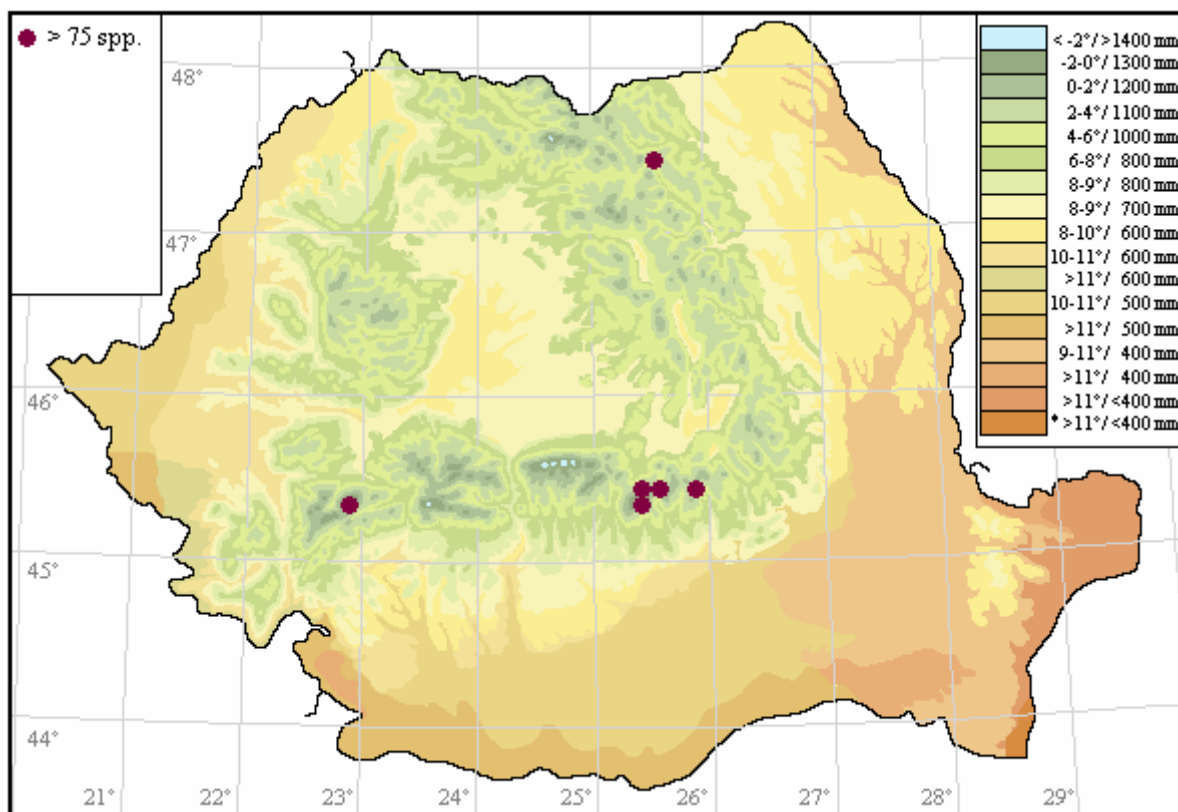 > 75 spp.
< -2°/ >1400 mm
-2-0°/ 1300 mm
0-2°/ 1200 mm
2-4°/ 1100 mm
4-6°/ 1000 mm
6-8°/ 800 mm
8-9°/ 800 mm
8-9°/ 700 mm
8-10°/ 600 mm
10-11°/ 600 mm
>11°/ 600 mm
10-11°/ 500 mm
>11°/ 500 mm
9-11°/ 400 mm
>11°/ 400 mm
>11°/ <400 mm
* >11°/ <400 mm
48°
47°
46°
45°
44°
21° 22° 23° 24° 25° 26° 27° 28° 29°